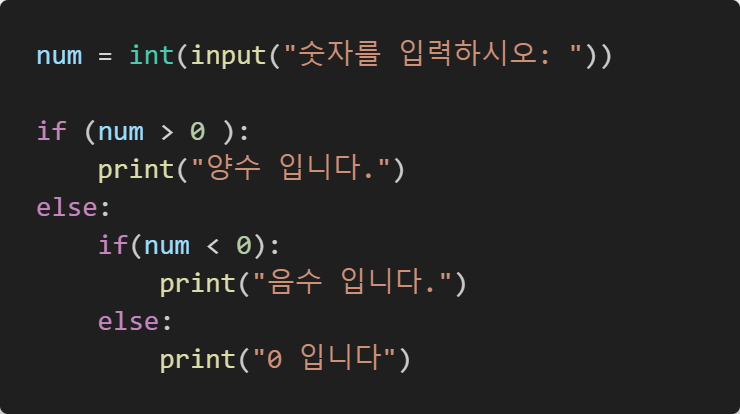 num = int(input("숫자를 입력하시오: "))
if (num > 0 ):
    print("양수 입니다.")
else:
    if(num < 0):
        print("음수 입니다.")
    else:
        print("0 입니다")